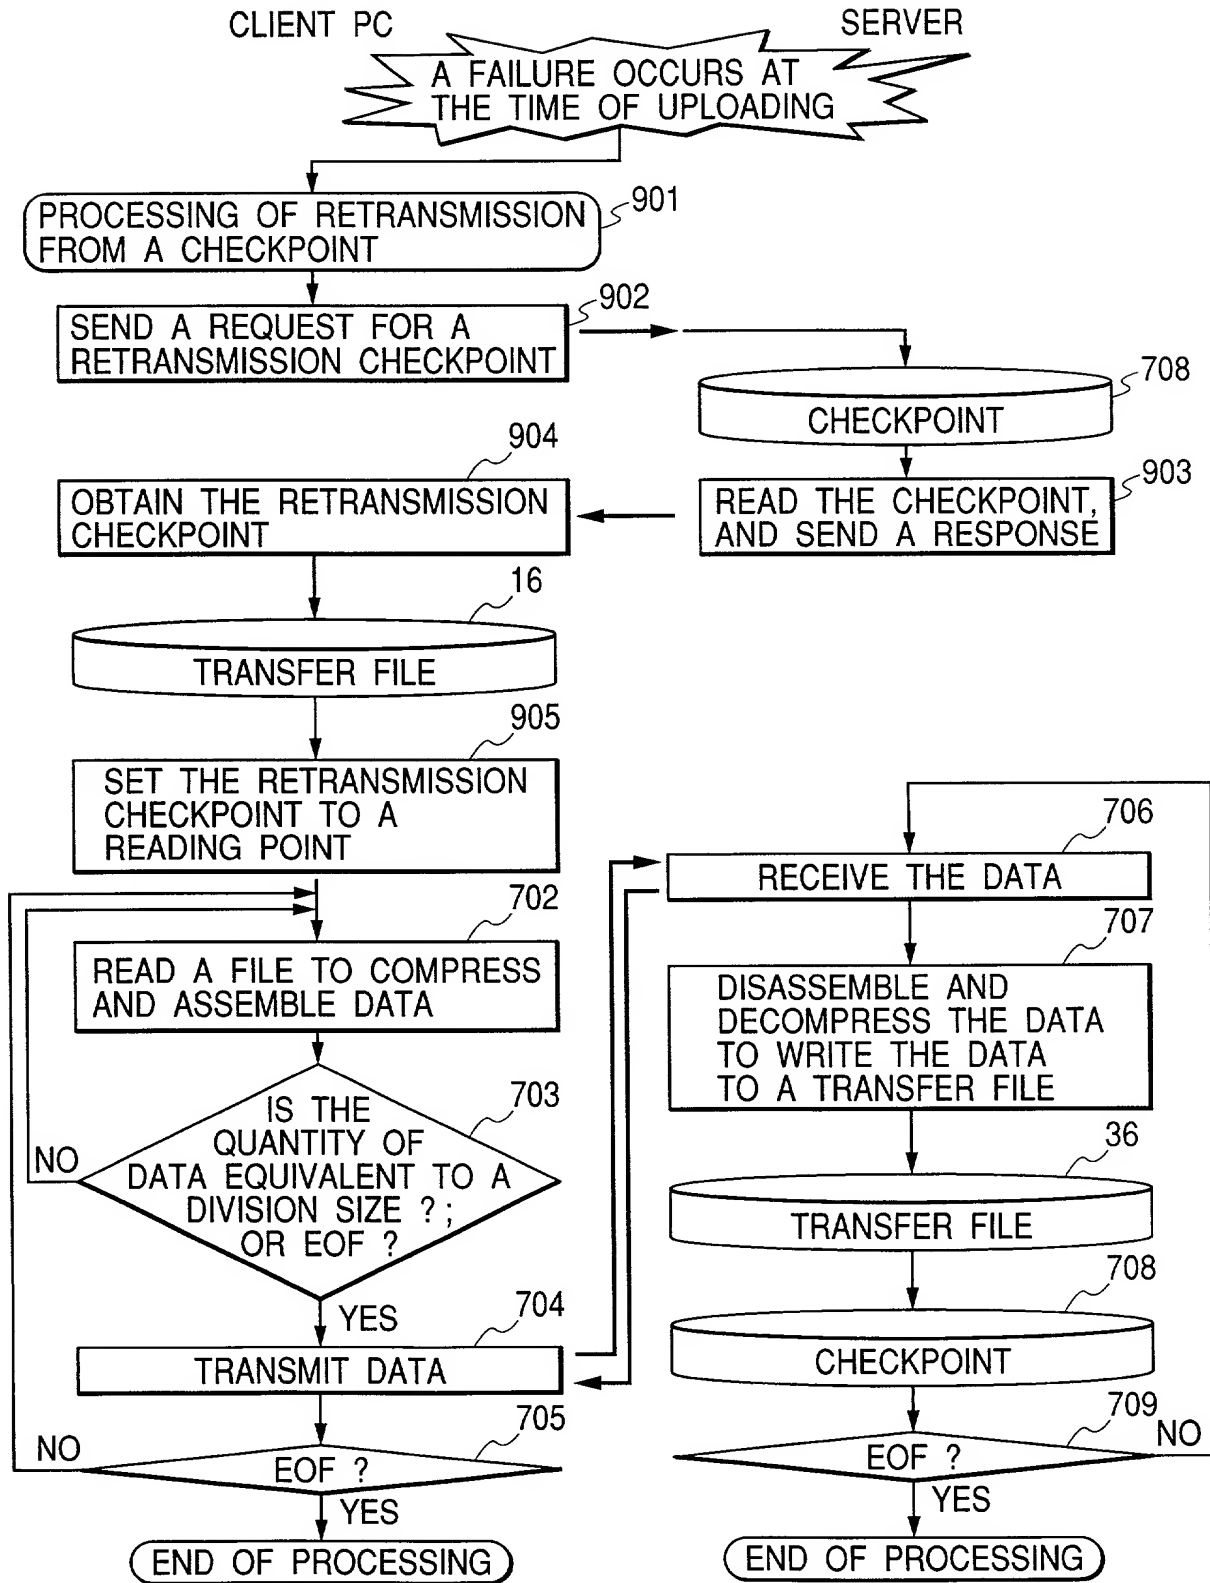 CLIENT PC
SERVER
A FAILURE OCCURS AT
THE TIME OF UPLOADING
PROCESSING OF RETRANSMISSION
FROM A CHECKPOINT
901
SEND A REQUEST FOR A
RETRANSMISSION CHECKPOINT
902
708
CHECKPOINT
904
OBTAIN THE RETRANSMISSION
CHECKPOINT
903
READ THE CHECKPOINT,
AND SEND A RESPONSE
16
TRANSFER FILE
905
SET THE RETRANSMISSION
CHECKPOINT TO A
READING POINT
702
READ A FILE TO COMPRESS
AND ASSEMBLE DATA
703
IS THE
QUANTITY OF
DATA EQUIVALENT TO A
DIVISION SIZE ? ;
OR EOF ?
NO
YES
704
TRANSMIT DATA
705
NO
EOF ?
YES
END OF PROCESSING
706
RECEIVE THE DATA
707
DISASSEMBLE AND
DECOMPRESS THE DATA
TO WRITE THE DATA
TO A TRANSFER FILE
36
TRANSFER FILE
708
CHECKPOINT
709
NO
EOF ?
YES
END OF PROCESSING